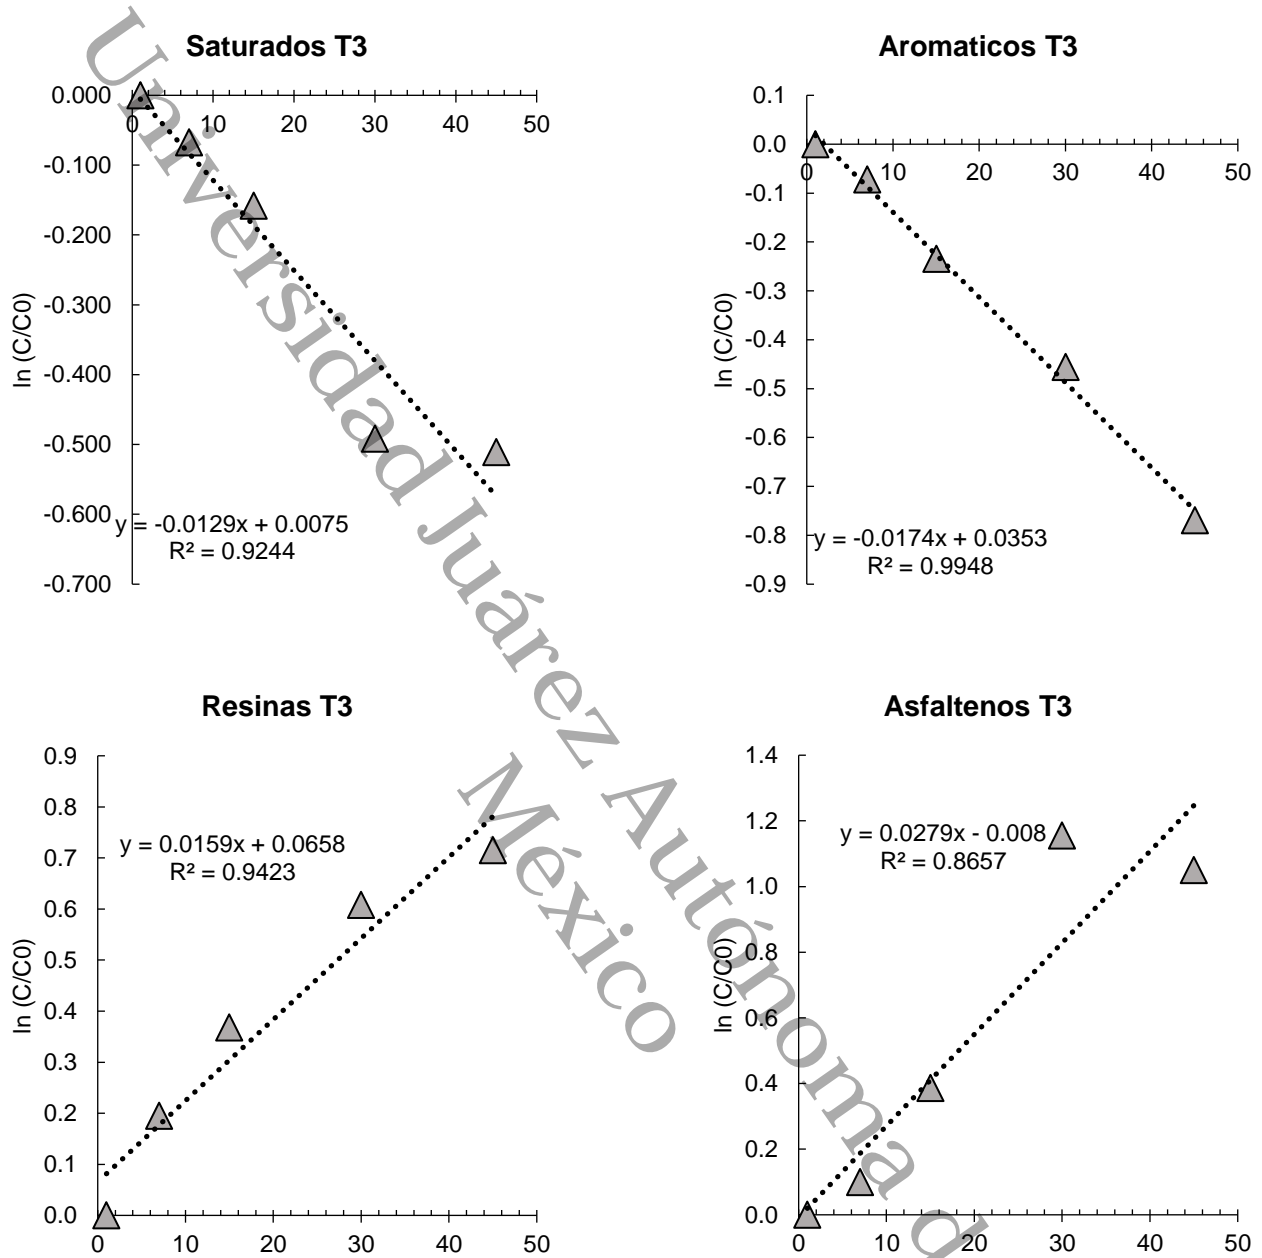 Saturados T3
0.000
-0.100
-0.200
-0.300
-0.400
-0.500
-0.600
-0.700
0 10 20 30 40 50
ln (C/C0)
y = -0.0129x + 0.0075
R² = 0.9244
Aromaticos T3
0.1
0.0
-0.1
-0.2
-0.3
-0.4
-0.5
-0.6
-0.7
-0.8
-0.9
0 10 20 30 40 50
ln (C/C0)
y = -0.0174x + 0.0353
R² = 0.9948
Resinas T3
0.9
0.8
0.7
0.6
0.5
0.4
0.3
0.2
0.1
0.0
0 10 20 30 40 50
ln (C/C0)
y = 0.0159x + 0.0658
R² = 0.9423
Asfaltenos T3
1.4
1.2
1.0
0.8
0.6
0.4
0.2
0.0
0 10 20 30 40 50
ln (C/C0)
y = 0.0279x - 0.008
R² = 0.8657
Universidad Juárez Autónoma d
México